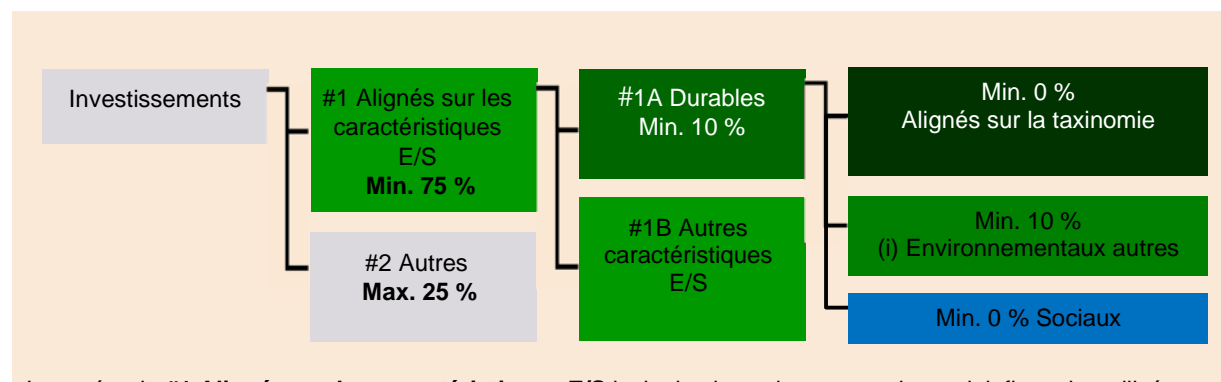 Investissements
#1 Alignés sur les
caractéristiques
E/S
Min. 75 %
#2 Autres
Max. 25 %
#1A Durables
Min. 10 %
#1B Autres
caractéristiques
E/S
Min. 0 %
Alignés sur la taxinomie
Min. 10 %
(i) Environnementaux autres
Min. 0 % Sociaux